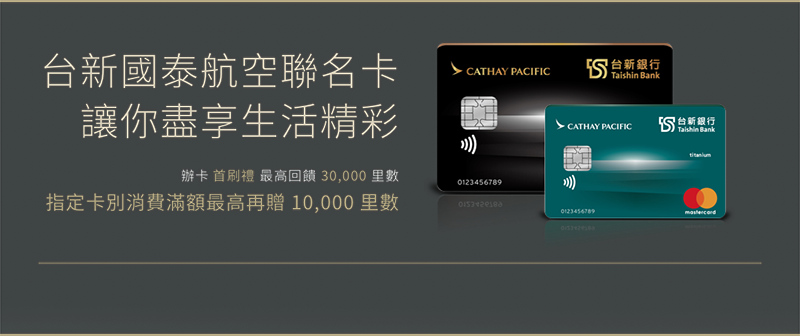 台新國泰航空聯名卡
讓你盡享生活精彩
辦卡 首刷禮 最高回饋 30,000 里數
指定卡別消費滿額最高再贈 10,000 里數
CATHAY PACIFIC
台新銀行
Taishin Bank
0123456789
CATHAY PACIFIC
台新銀行
Taishin Bank
titanium
0123456789
mastercard